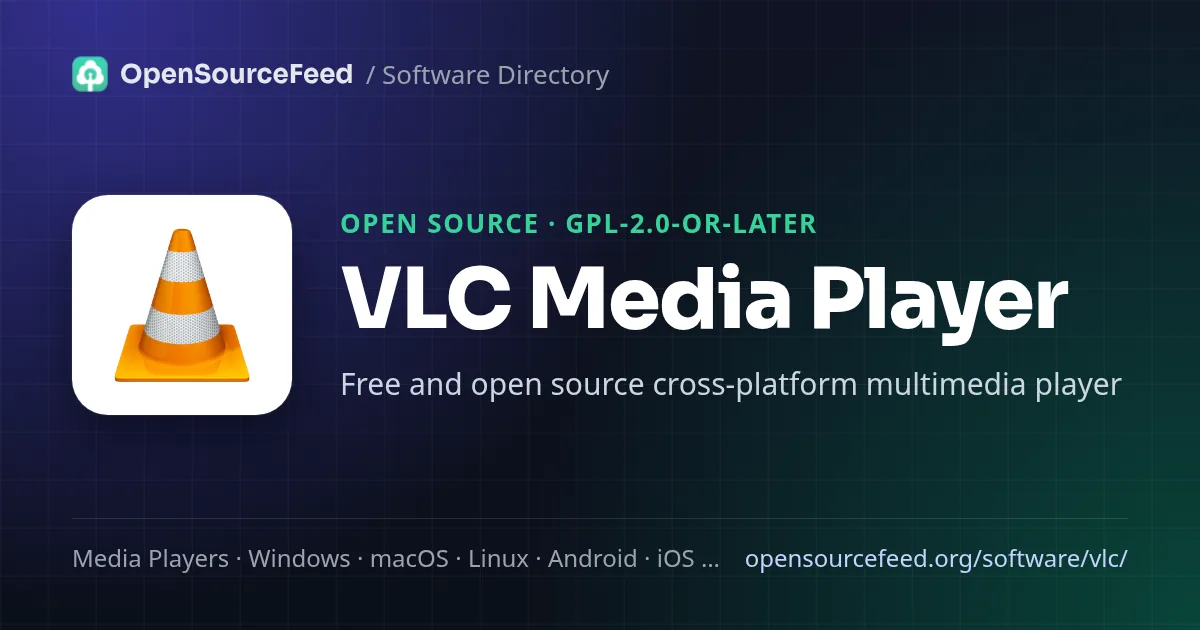 OpenSourceFeed / Software Directory
OPEN SOURCE · GPL-2.0-OR-LATER
VLC Media Player
Free and open source cross-platform multimedia player
Media Players · Windows · macOS · Linux · Android · iOS ... opensourcefeed.org/software/vlc/